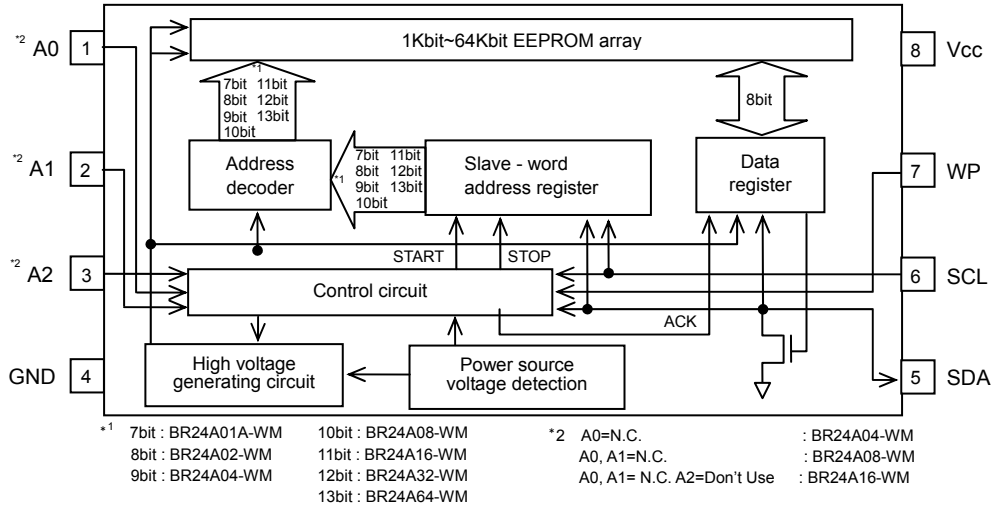 1Kbit~64Kbit EEPROM array
*2 A0 1
8 Vcc
*1
7bit 11bit
8bit 12bit
9bit 13bit
10bit
8bit
*2 A1 2
Address
decoder
*1
7bit 11bit
8bit 12bit
9bit 13bit
10bit
Slave - word
address register
Data
register
7 WP
START STOP
*2 A2 3
Control circuit
6 SCL
ACK
GND 4
High voltage
generating circuit
Power source
voltage detection
5 SDA
*1 7bit : BR24A01A-WM
8bit : BR24A02-WM
9bit : BR24A04-WM
10bit : BR24A08-WM
11bit : BR24A16-WM
12bit : BR24A32-WM
13bit : BR24A64-WM
*2 A0=N.C. : BR24A04-WM
A0, A1=N.C. : BR24A08-WM
A0, A1= N.C. A2=Don't Use : BR24A16-WM